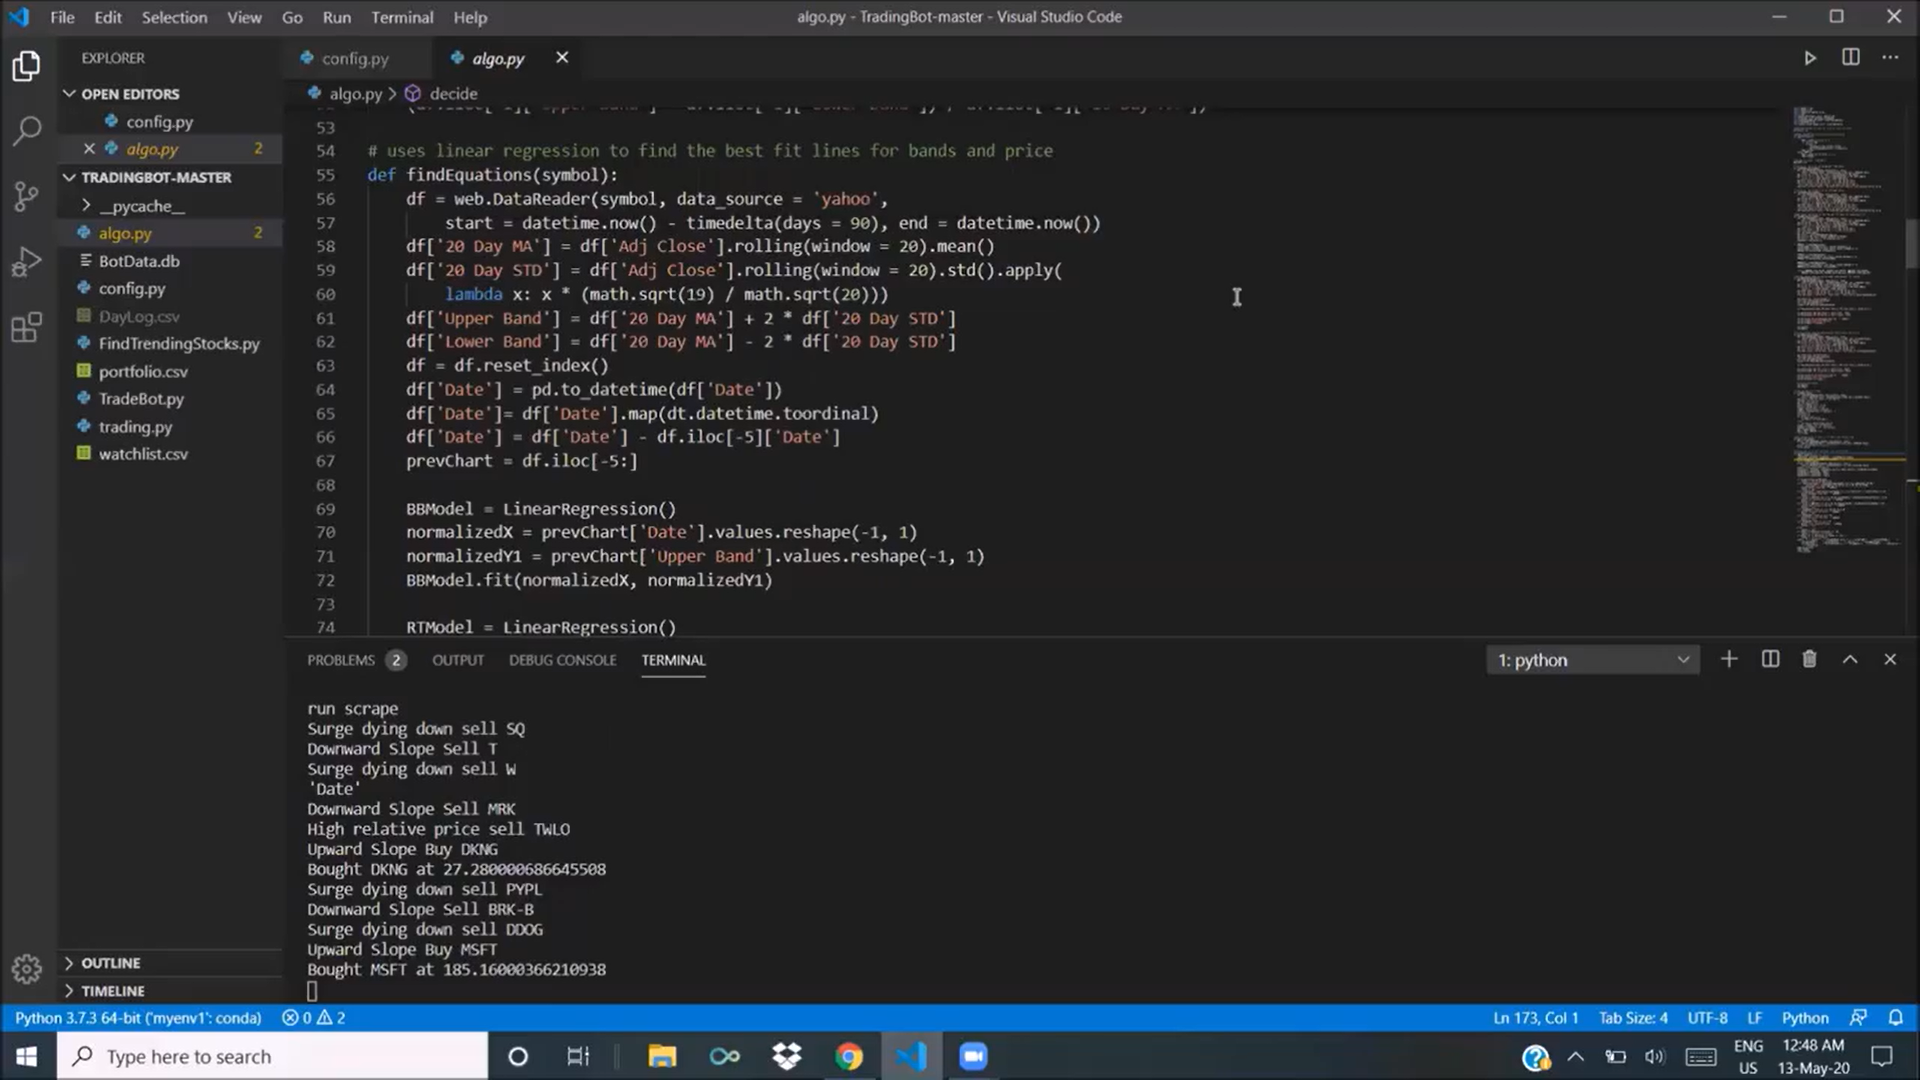 File Edit Selection View Go Run Terminal Help
algo.py - TradingBot-master - Visual Studio Code
EXPLORER
OPEN EDITORS
config.py
algo.py 2
TRADINGBOT-MASTER
__pycache__
algo.py 2
BotData.db
config.py
DayLog.csv
FindTrendingStocks.py
portfolio.csv
TradeBot.py
trading.py
watchlist.csv
OUTLINE
TIMELINE
config.py algo.py
algo.py > decide
53
54 # uses linear regression to find the best fit lines for bands and price
55 def findEquations(symbol):
56 df = web.DataReader(symbol, data_source = 'yahoo',
57 start = datetime.now() - timedelta(days = 90), end = datetime.now())
58 df['20 Day MA'] = df['Adj Close'].rolling(window = 20).mean()
59 df['20 Day STD'] = df['Adj Close'].rolling(window = 20).std().apply(
60 lambda x: x * (math.sqrt(19) / math.sqrt(20)))
61 df['Upper Band'] = df['20 Day MA'] + 2 * df['20 Day STD']
62 df['Lower Band'] = df['20 Day MA'] - 2 * df['20 Day STD']
63 df = df.reset_index()
64 df['Date'] = pd.to_datetime(df['Date'])
65 df['Date']= df['Date'].map(dt.datetime.toordinal)
66 df['Date'] = df['Date'] - df.iloc[-5]['Date']
67 prevChart = df.iloc[-5:]
68
69 BBModel = LinearRegression()
70 normalizedX = prevChart['Date'].values.reshape(-1, 1)
71 normalizedY1 = prevChart['Upper Band'].values.reshape(-1, 1)
72 BBModel.fit(normalizedX, normalizedY1)
73
74 RTModel = LinearRegression()
PROBLEMS 2 OUTPUT DEBUG CONSOLE TERMINAL
1: python
run scrape
Surge dying down sell SQ
Downward Slope Sell T
Surge dying down sell W
'Date'
Downward Slope Sell MRK
High relative price sell TWLO
Upward Slope Buy DKNG
Bought DKNG at 27.280000686645508
Surge dying down sell PYPL
Downward Slope Sell BRK-B
Surge dying down sell DDOG
Upward Slope Buy MSFT
Bought MSFT at 185.16000366210938
Python 3.7.3 64-bit ('myenv1': conda) 0 2
Ln 173, Col 1 Tab Size: 4 UTF-8 LF Python
Type here to search
ENG
US
12:48 AM
13-May-20